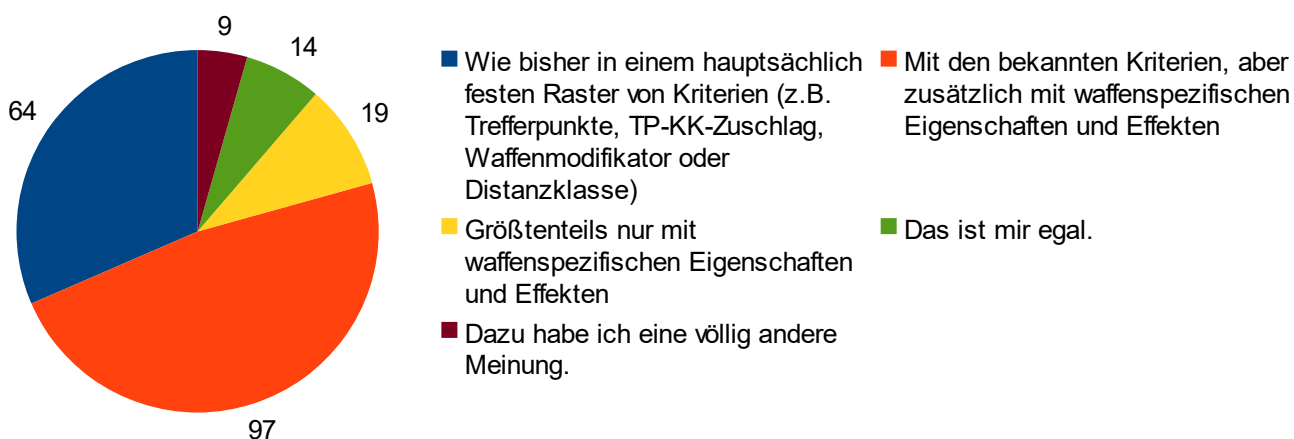 9
14
19
64
97
Wie bisher in einem hauptsächlich
festen Raster von Kriterien (z.B.
Trefferpunkte, TP-KK-Zuschlag,
Waffenmodifikator oder
Distanzklasse)
Mit den bekannten Kriterien, aber
zusätzlich mit waffenspezifischen
Eigenschaften und Effekten
Größtenteils nur mit
waffenspezifischen Eigenschaften
und Effekten
Das ist mir egal.
Dazu habe ich eine völlig andere
Meinung.